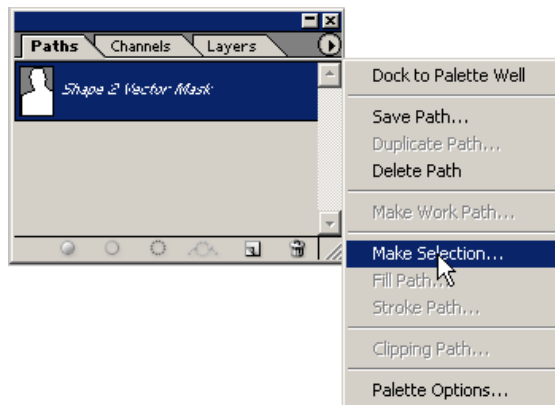 Paths Channels Layers
Shape 2 Vector Mask
Dock to Palette Well
Save Path...
Duplicate Path...
Delete Path
Make Work Path...
Make Selection...
Fill Path...
Stroke Path...
Clipping Path...
Palette Options...